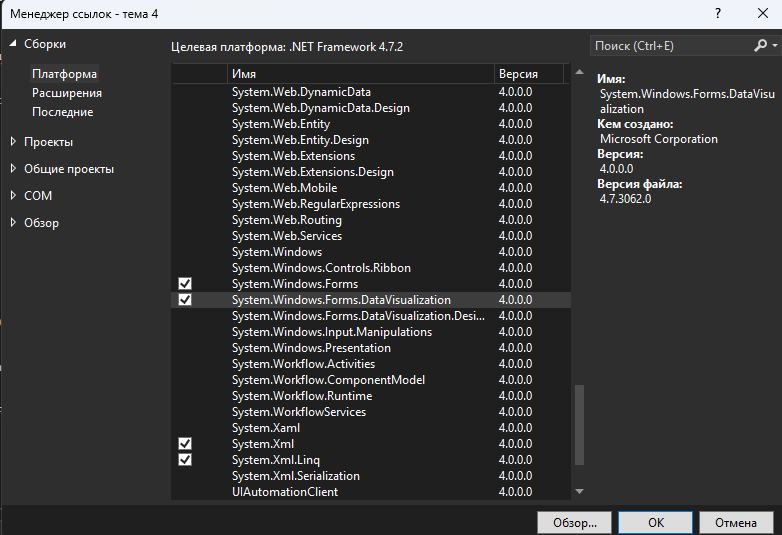 Менеджер ссылок - тема 4
? ✕
Сборки
Платформа
Расширения
Последние
Проекты
Общие проекты
COM
Обзор
Целевая платформа: .NET Framework 4.7.2
Имя Версия
System.Web.DynamicData 4.0.0.0
System.Web.DynamicData.Design 4.0.0.0
System.Web.Entity 4.0.0.0
System.Web.Entity.Design 4.0.0.0
System.Web.Extensions 4.0.0.0
System.Web.Extensions.Design 4.0.0.0
System.Web.Mobile 4.0.0.0
System.Web.RegularExpressions 4.0.0.0
System.Web.Routing 4.0.0.0
System.Web.Services 4.0.0.0
System.Windows 4.0.0.0
System.Windows.Controls.Ribbon 4.0.0.0
System.Windows.Forms 4.0.0.0
System.Windows.Forms.DataVisualization 4.0.0.0
System.Windows.Forms.DataVisualization.Desi... 4.0.0.0
System.Windows.Input.Manipulations 4.0.0.0
System.Windows.Presentation 4.0.0.0
System.Workflow.Activities 4.0.0.0
System.Workflow.ComponentModel 4.0.0.0
System.Workflow.Runtime 4.0.0.0
System.WorkflowServices 4.0.0.0
System.Xaml 4.0.0.0
System.Xml 4.0.0.0
System.Xml.Linq 4.0.0.0
System.Xml.Serialization 4.0.0.0
UIAutomationClient 4.0.0.0
Поиск (Ctrl+E)
Имя:
System.Windows.Forms.DataVisu
alization
Кем создано:
Microsoft Corporation
Версия:
4.0.0.0
Версия файла:
4.7.3062.0
Обзор... OK Отмена